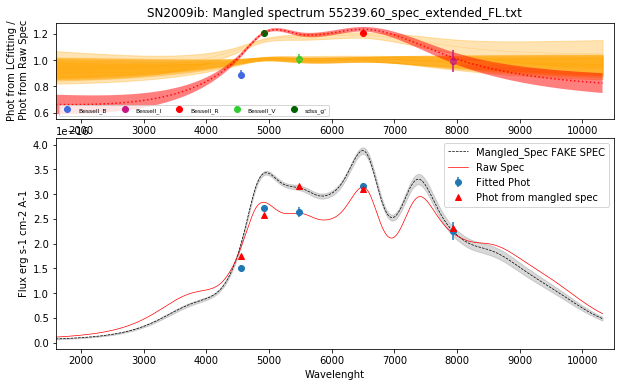 SN2009ib: Mangled spectrum 55239.60_spec_extended_FL.txt
Phot from LCfitting /
Phot from Raw Spec
1.2
1.0
0.8
0.6
Bessell_B
Bessell_I
Bessell_R
Bessell_V
sdss_g'
2000 3000 4000 5000 6000 7000 8000 9000 10000
1e−16
Flux erg s-1 cm-2 A-1
4.0
3.5
3.0
2.5
2.0
1.5
1.0
0.5
0.0
Mangled_Spec FAKE SPEC
Raw Spec
Fitted Phot
Phot from mangled spec
2000 3000 4000 5000 6000 7000 8000 9000 10000
Wavelenght